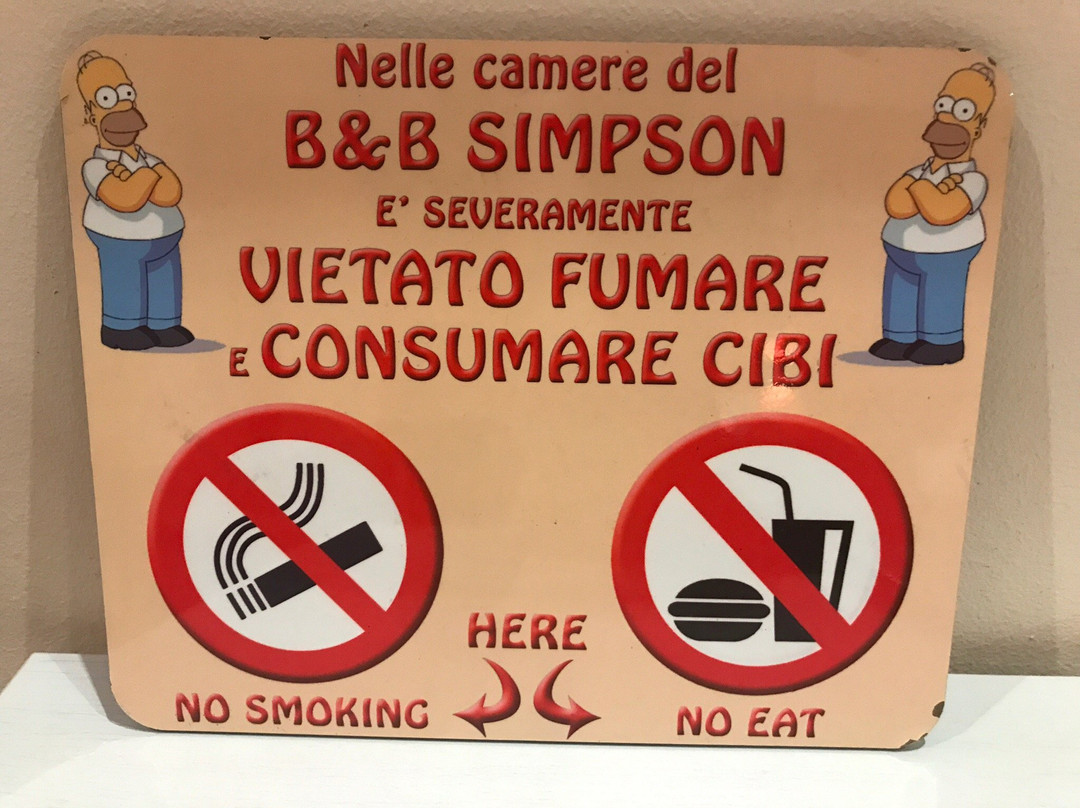 Nelle camere del
B&B SIMPSON
E' SEVERAMENTE
VIETATO FUMARE
E CONSUMARE CIBI
HERE
NO SMOKING
NO EAT